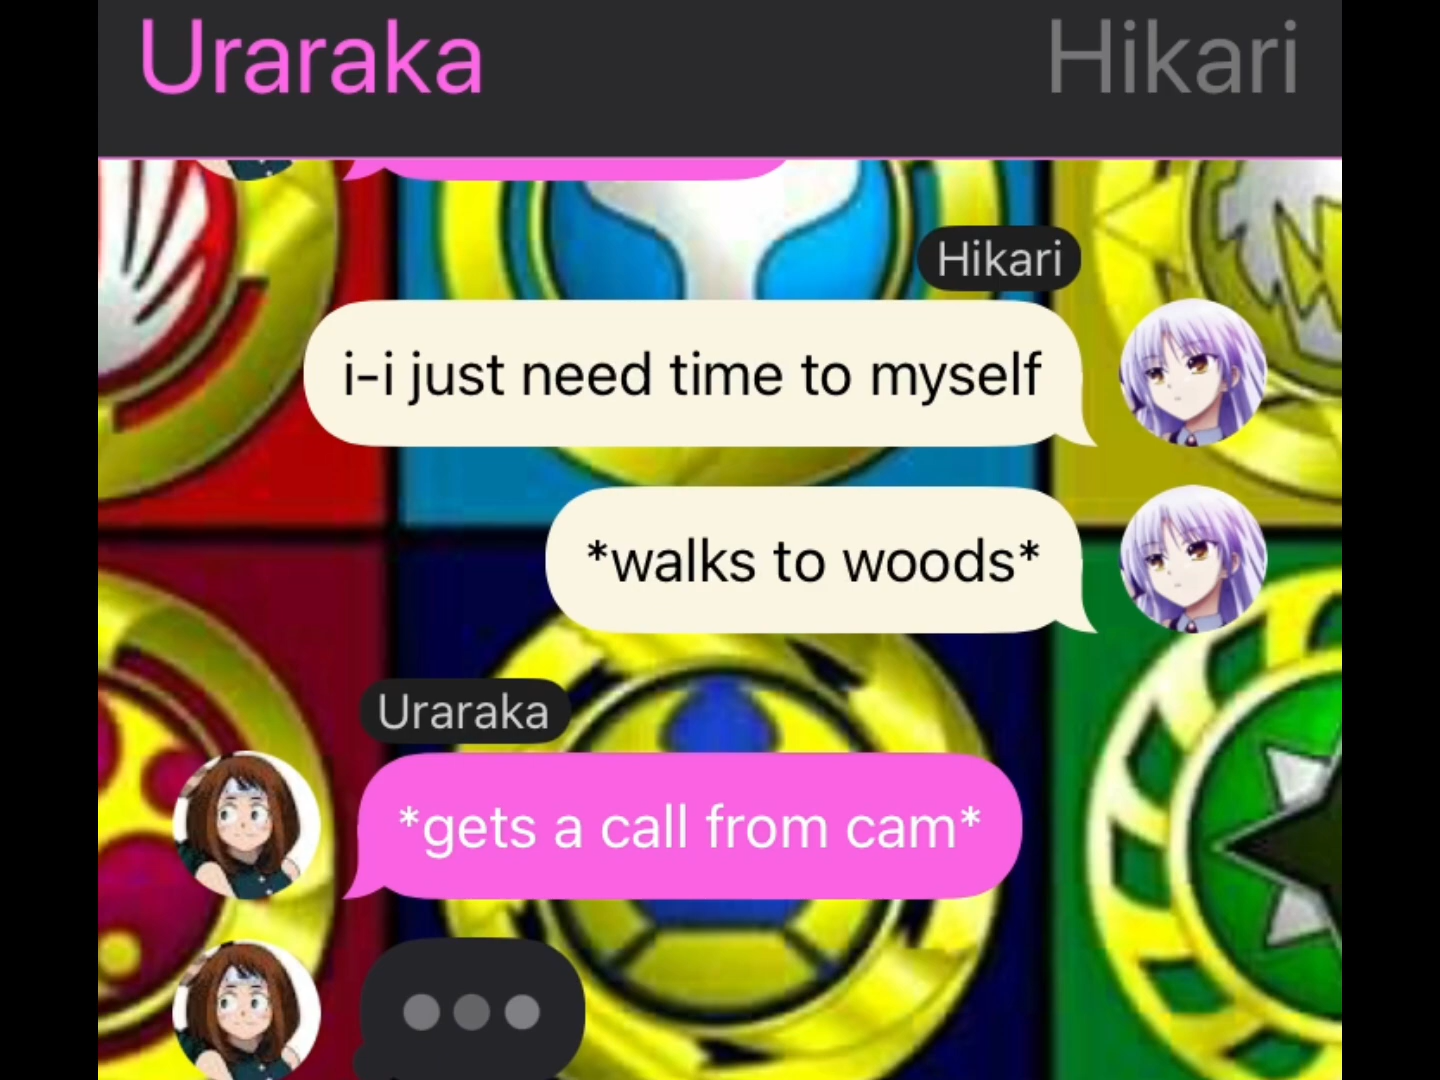 Uraraka
Hikari
Hikari
i-i just need time to myself
*walks to woods*
Uraraka
*gets a call from cam*